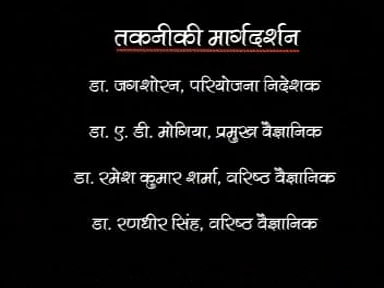 तकनीकी मार्गदर्शन
डा. जगशोरन, परियोजना निदेशक
डा. ए. डी. मोगिया, प्रमुख वैज्ञानिक
डा. रमेश कुमार शर्मा, वरिष्ठ वैज्ञानिक
डा. रणधीर सिंह, वरिष्ठ वैज्ञानिक